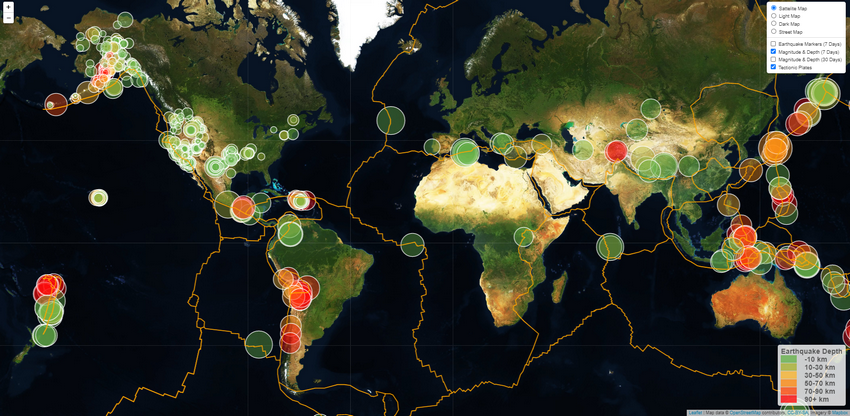 +
−
Satellite Map
Light Map
Dark Map
Street Map
Earthquake Markers (7 Days)
Magnitude & Depth (7 Days)
Magnitude & Depth (30 Days)
Tectonic Plates
Earthquake Depth
-10 km
10-30 km
30-50 km
50-70 km
70-90 km
90+ km
Leaflet | Map data © OpenStreetMap contributors, CC-BY-SA, Imagery © Mapbox